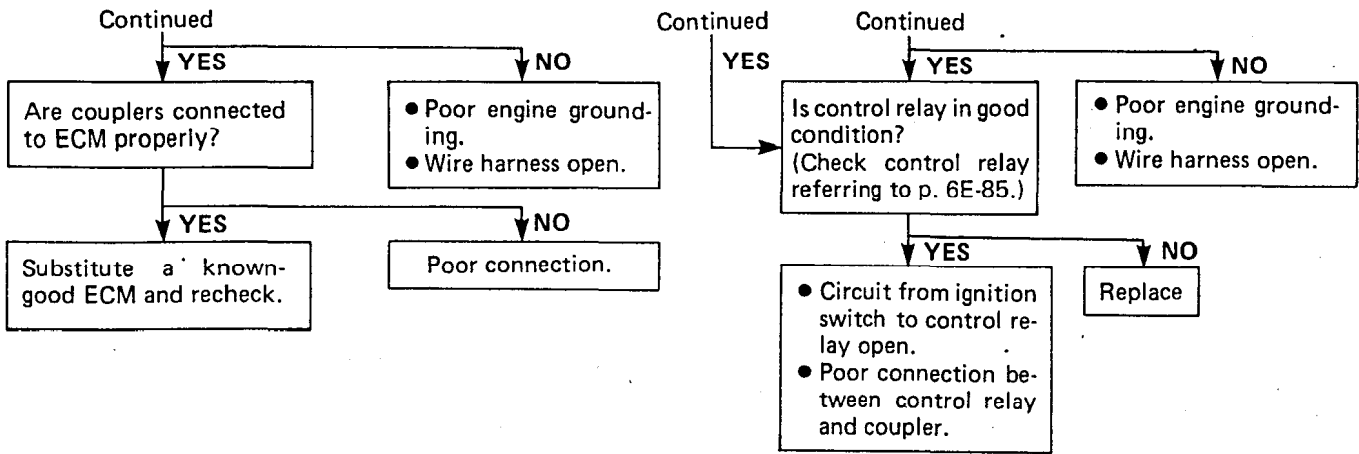 Continued
YES
NO
Are couplers connected
to ECM properly?
● Poor engine ground-
ing.
● Wire harness open.
YES
NO
Substitute a known-
good ECM and recheck.
Poor connection.
Continued
Continued
YES
YES
NO
Is control relay in good
condition?
(Check control relay
referring to p. 6E-85.)
● Poor engine ground-
ing.
● Wire harness open.
YES
NO
● Circuit from ignition
switch to control re-
lay open.
● Poor connection be-
tween control relay
and coupler.
Replace